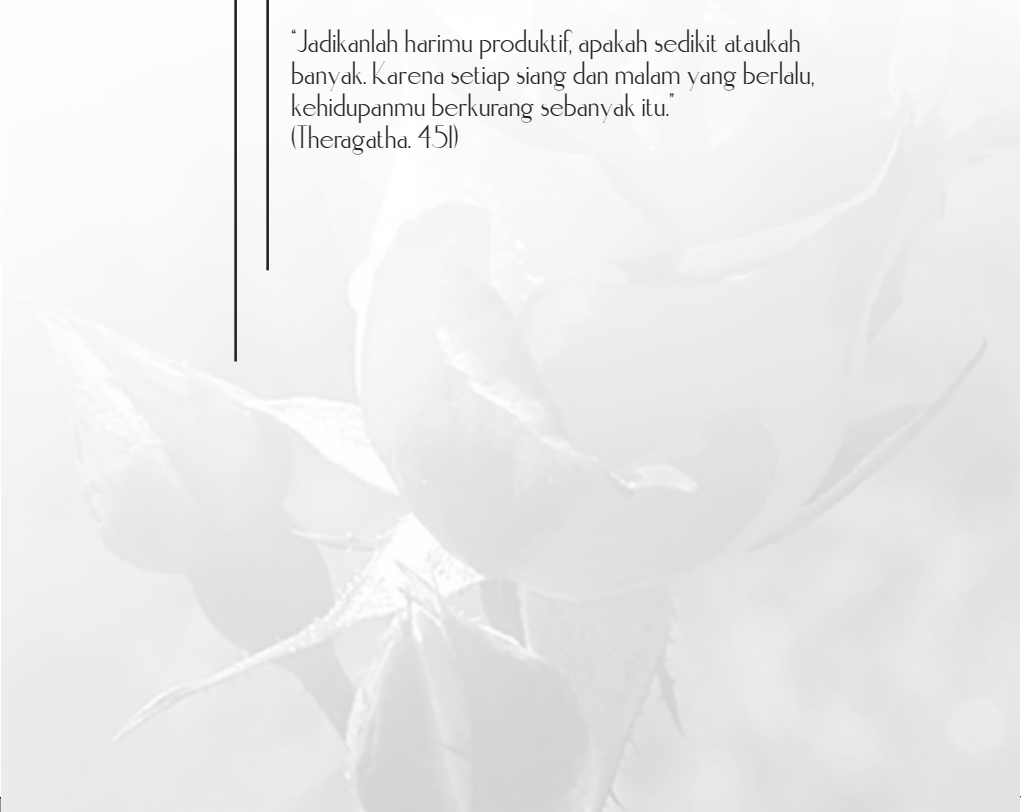 “Jadikanlah harimu produktif, apakah sedikit ataukah
banyak. Karena setiap siang dan malam yang berlalu,
kehidupanmu berkurang sebanyak itu.”
(Theragatha. 451)